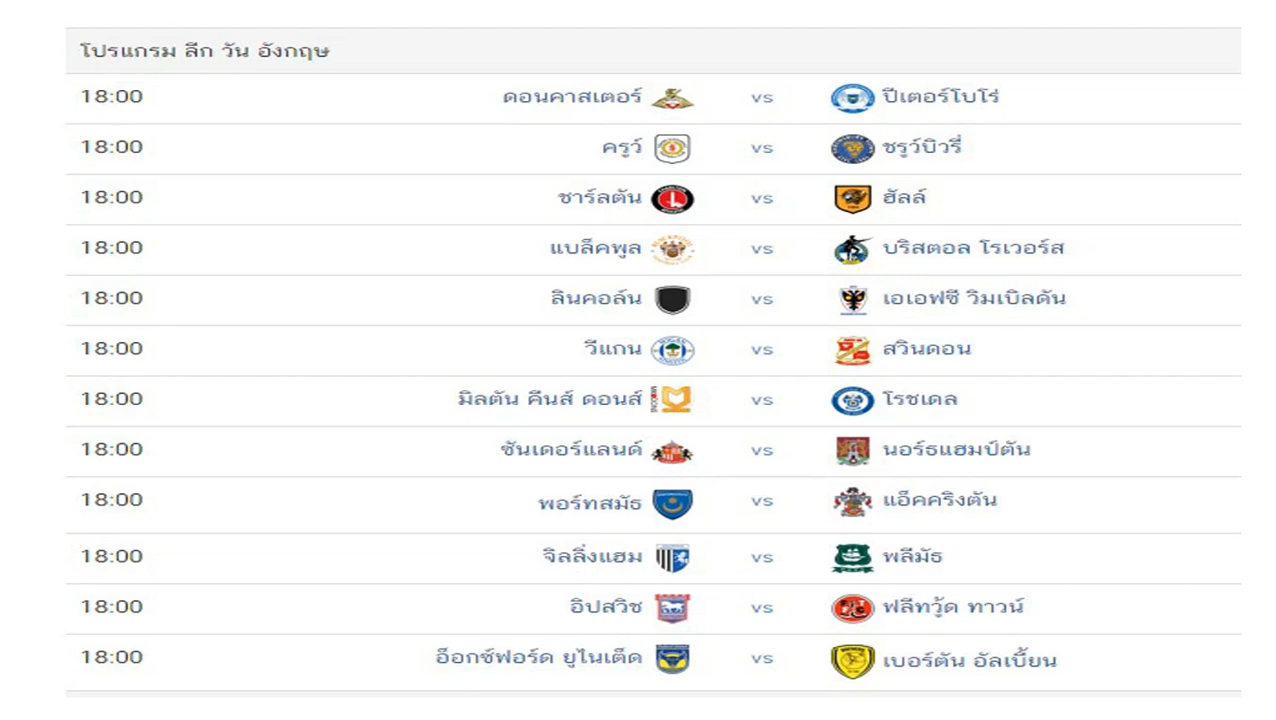 โปรแกรม ลีก วัน อังกฤษ
18:00 ดอนคาสเตอร์ vs ปีเตอร์โบโร่
18:00 ครูว์ vs ชรูว์บิวรี่
18:00 ชาร์ลตัน vs ฮัลล์
18:00 แบล็คพูล vs บริสตอล โรเวอร์ส
18:00 ลินคอล์น vs เอเอฟซี วิมเบิลดัน
18:00 วีแกน vs สวินดอน
18:00 มิลตัน คีนส์ ดอนส์ vs โรชเดล
18:00 ซันเดอร์แลนด์ vs นอร์ธแฮมป์ตัน
18:00 พอร์ทสมัธ vs แอ็คคริงตัน
18:00 จิลลิ่งแฮม vs พลีมัธ
18:00 อิปสวิช vs ฟลีทวู้ด ทาวน์
18:00 อ็อกซ์ฟอร์ด ยูไนเต็ด vs เบอร์ตัน อัลเบี้ยน